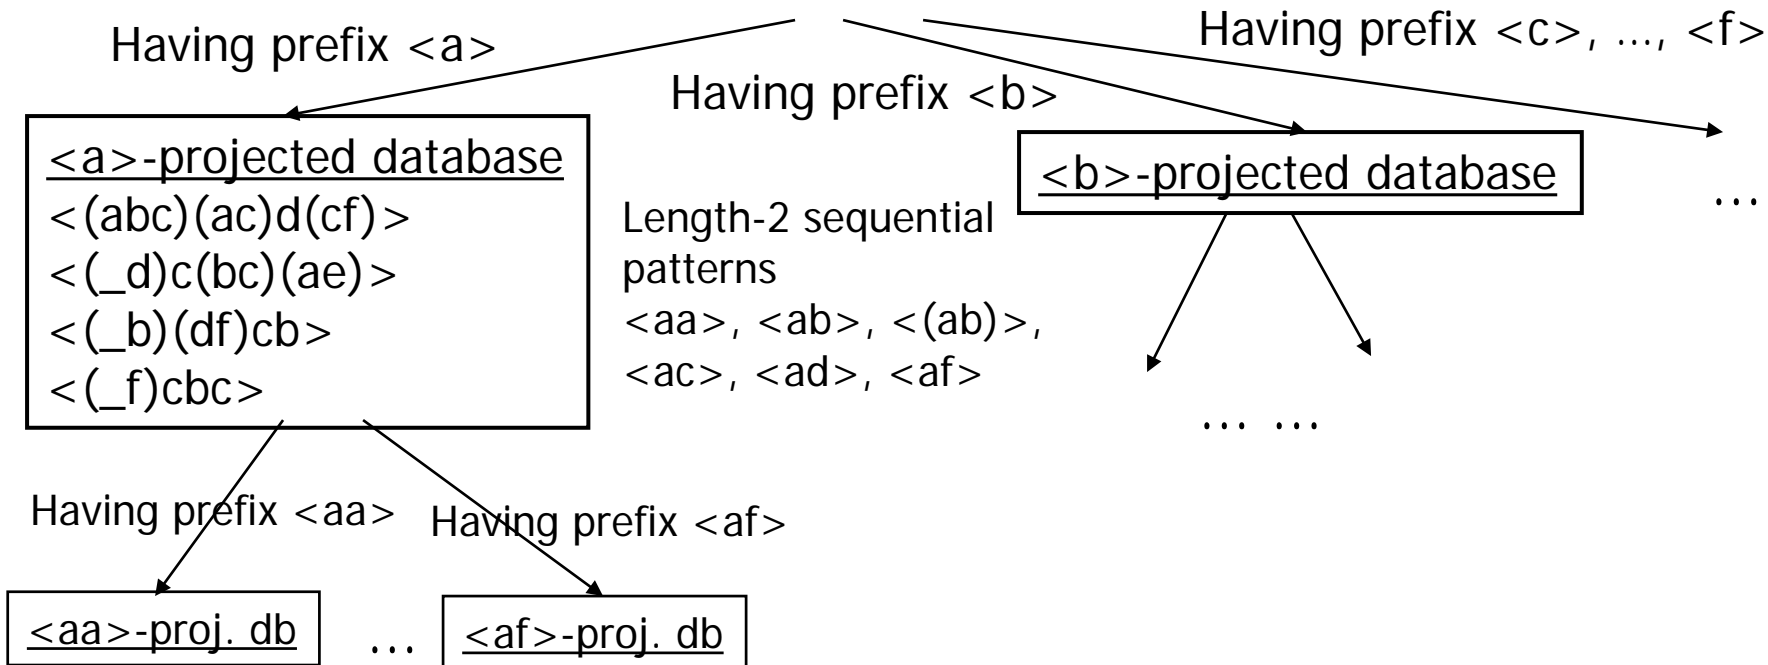 Having prefix <a>
Having prefix <c>, ..., <f>
Having prefix <b>
<a>-projected database
<(abc)(ac)d(cf)>
<(_d)c(bc)(ae)>
<(_b)(df)cb>
<(_f)cbc>
Length-2 sequential
patterns
<aa>, <ab>, <(ab)>,
<ac>, <ad>, <af>
<b>-projected database
...
... ...
Having prefix <aa>
Having prefix <af>
<aa>-proj. db
...
<af>-proj. db